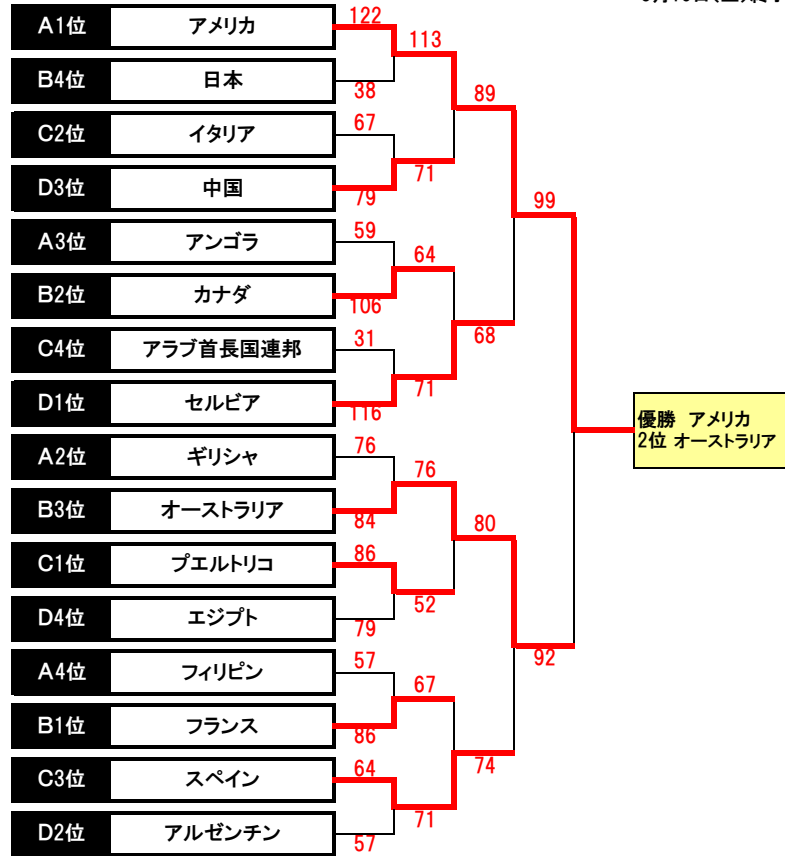 A1位 アメリカ 122
113
B4位 日本 38
89
C2位 イタリア 67
71
D3位 中国 79
99
A3位 アンゴラ 59
64
B2位 カナダ 106
68
C4位 アラブ首長国連邦 31
71
D1位 セルビア 116
優勝 アメリカ
2位 オーストラリア
A2位 ギリシャ 76
76
B3位 オーストラリア 84
80
C1位 プエルトリコ 86
52
D4位 エジプト 79
92
A4位 フィリピン 57
67
B1位 フランス 86
74
C3位 スペイン 64
71
D2位 アルゼンチン 57